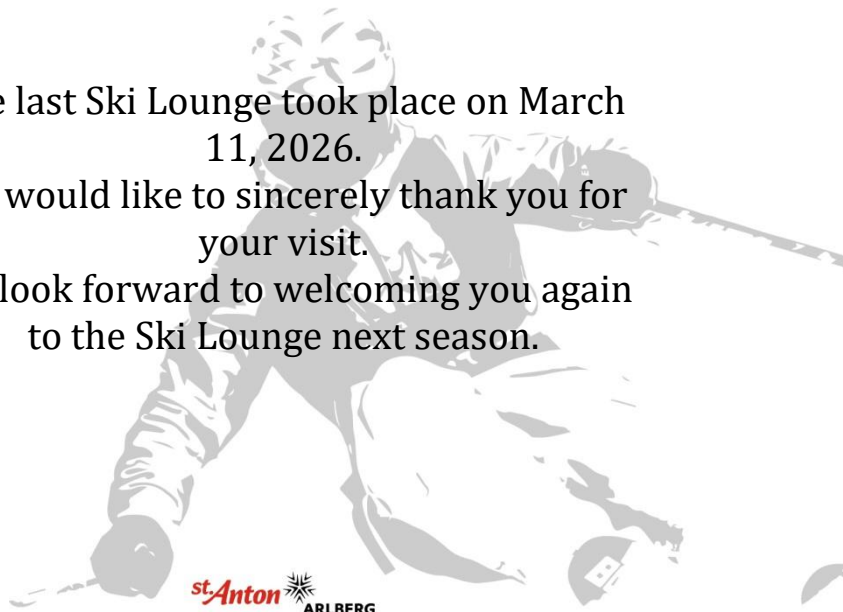 e last Ski Lounge took place on March
11, 2026.
would like to sincerely thank you for
your visit.
look forward to welcoming you again
to the Ski Lounge next season.
st.Anton
ARLBERG